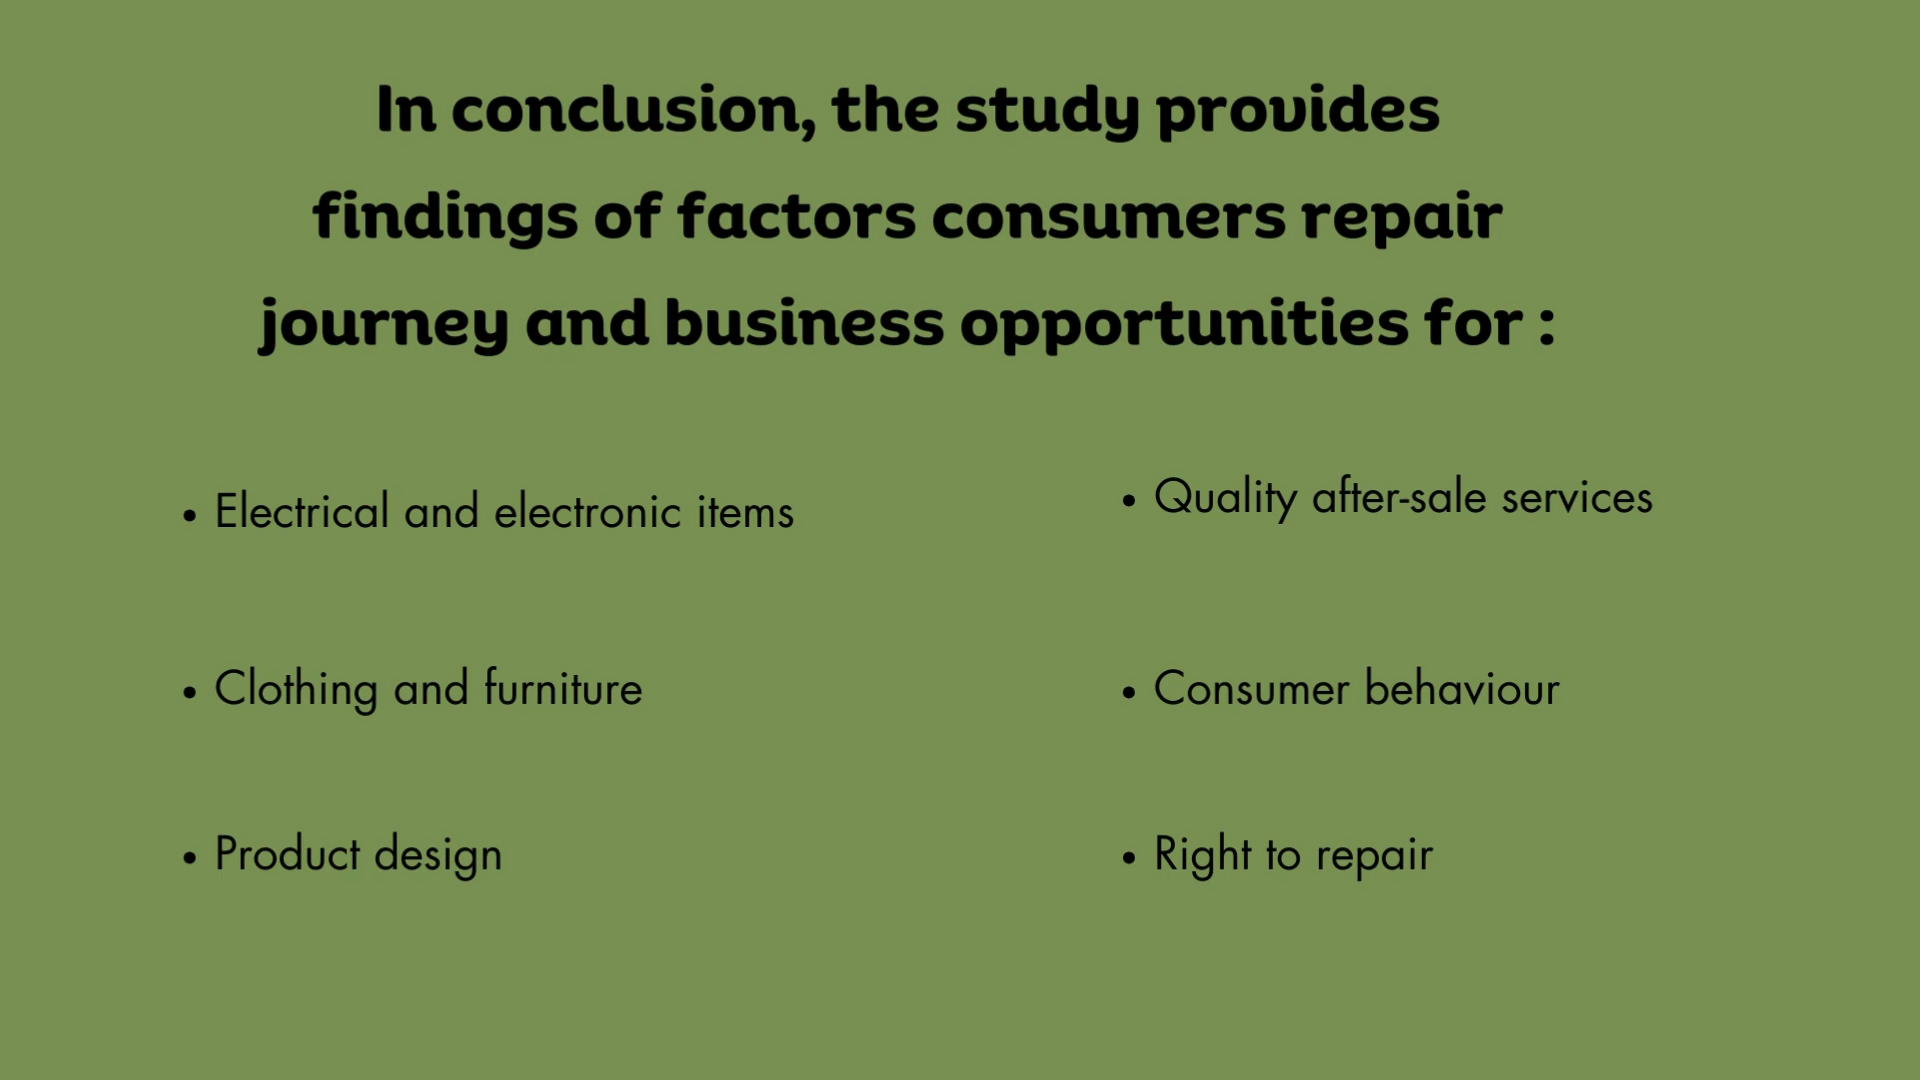 In conclusion, the study provides
findings of factors consumers repair
journey and business opportunities for :
• Electrical and electronic items
• Clothing and furniture
• Product design
• Quality after-sale services
• Consumer behaviour
• Right to repair